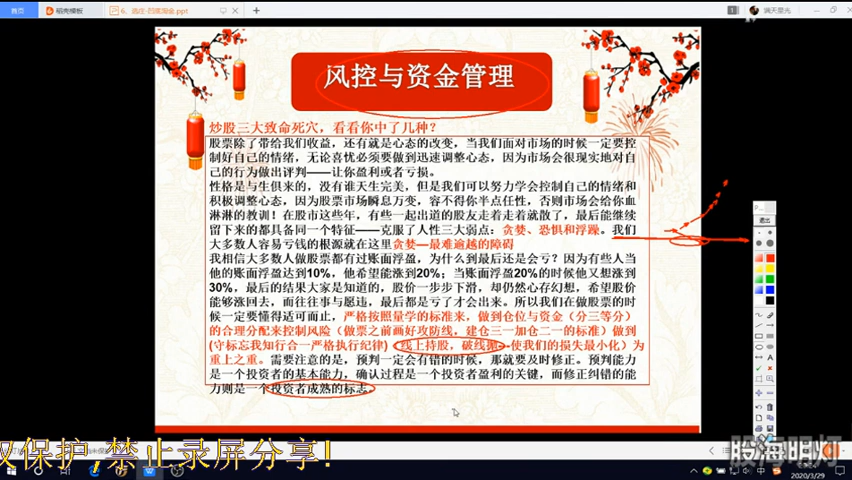 首页
稻壳模板
6、选庄-凹底淘金.ppt
满天星光
风控与资金管理
炒股三大致命死穴，看看你中了几种？
股票除了带给我们收益，还有就是心态的改变，当我们面对市场的时候一定要控
制好自己的情绪，无论喜忧必须要做到迅速调整心态，因为市场会很现实地对自
己的行为做出评判——让你盈利或者亏损。
性格是与生俱来的，没有谁天生完美，但是我们可以努力学会控制自己的情绪和
积极调整心态，因为股票市场瞬息万变，容不得你半点任性，否则市场会给你血
淋淋的教训！在股市这些年，有些一起出道的股友走着走着就散了，最后能继续
留下来的都具备同一个特征——克服了人性三大弱点：贪婪、恐惧和浮躁。我们
大多数人容易亏钱的根源就在这里贪婪—最难逾越的障碍
我相信大多数人做股票都有过账面浮盈，为什么到最后还是会亏？因为有些人当
他的账面浮盈达到10%，他希望能涨到20%；当账面浮盈20%的时候他又想涨到
30%，最后的结果大家是知道的，股价一步步下滑，却仍然心存幻想，希望股价
能够涨回去，而往往事与愿违，最后都是亏了才会出来。所以我们在做股票的时
候一定要懂得适可而止，严格按照量学的标准来，做到仓位与资金（分三等分）
的合理分配来控制风险（做票之前画好攻防线，建仓三一加仓二一的标准）做到
(守标忘我知行合一严格执行纪律）（线上持股，破线抛--使我们的损失最小化）为
重上之重。需要注意的是，预判一定会有错的时候，那就要及时修正。预判能力
是一个投资者的基本能力，确认过程是一个投资者盈利的关键，而修正纠错的能
力则是一个投资者成熟的标志。
退出
权保护,禁止录屏分享!
股海明灯
2020/3/29